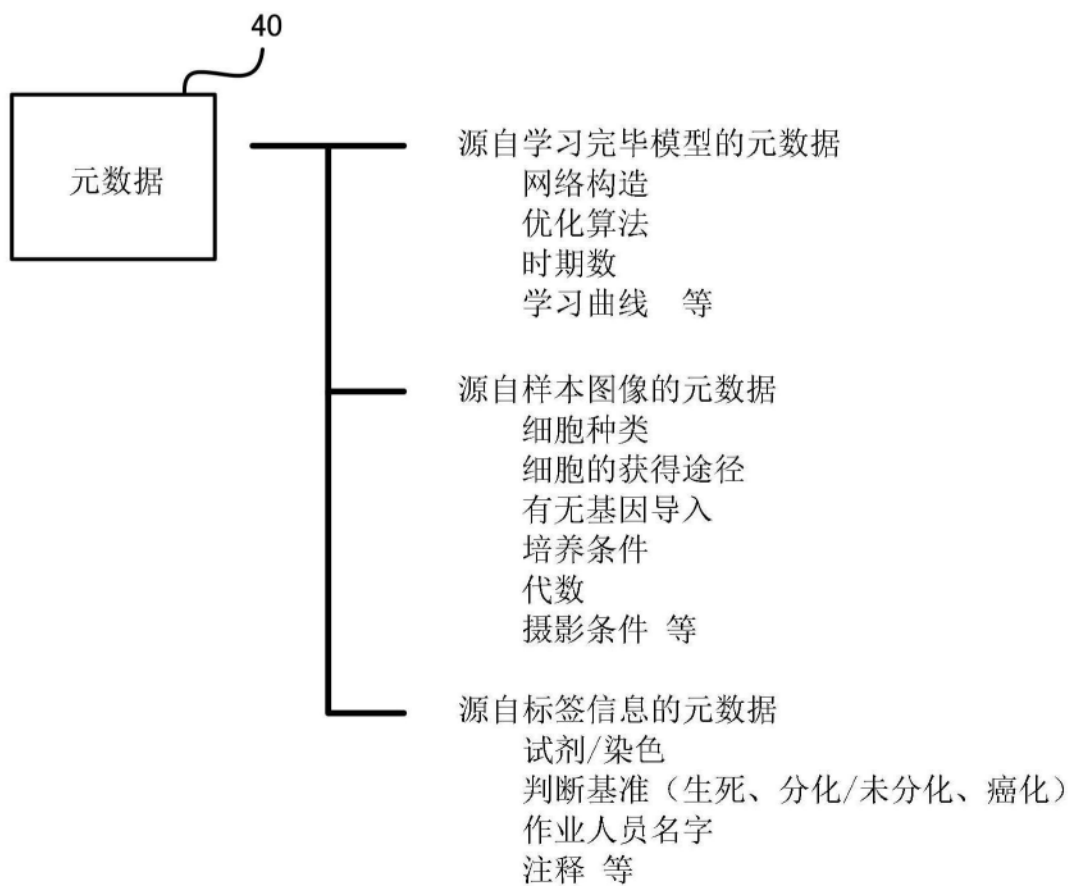 40
元数据
源自学习完毕模型的元数据
网络构造
优化算法
时期数
学习曲线 等
源自样本图像的元数据
细胞种类
细胞的获得途径
有无基因导入
培养条件
代数
摄影条件 等
源自标签信息的元数据
试剂/染色
判断基准（生死、分化/未分化、癌化）
作业人员名字
注释 等